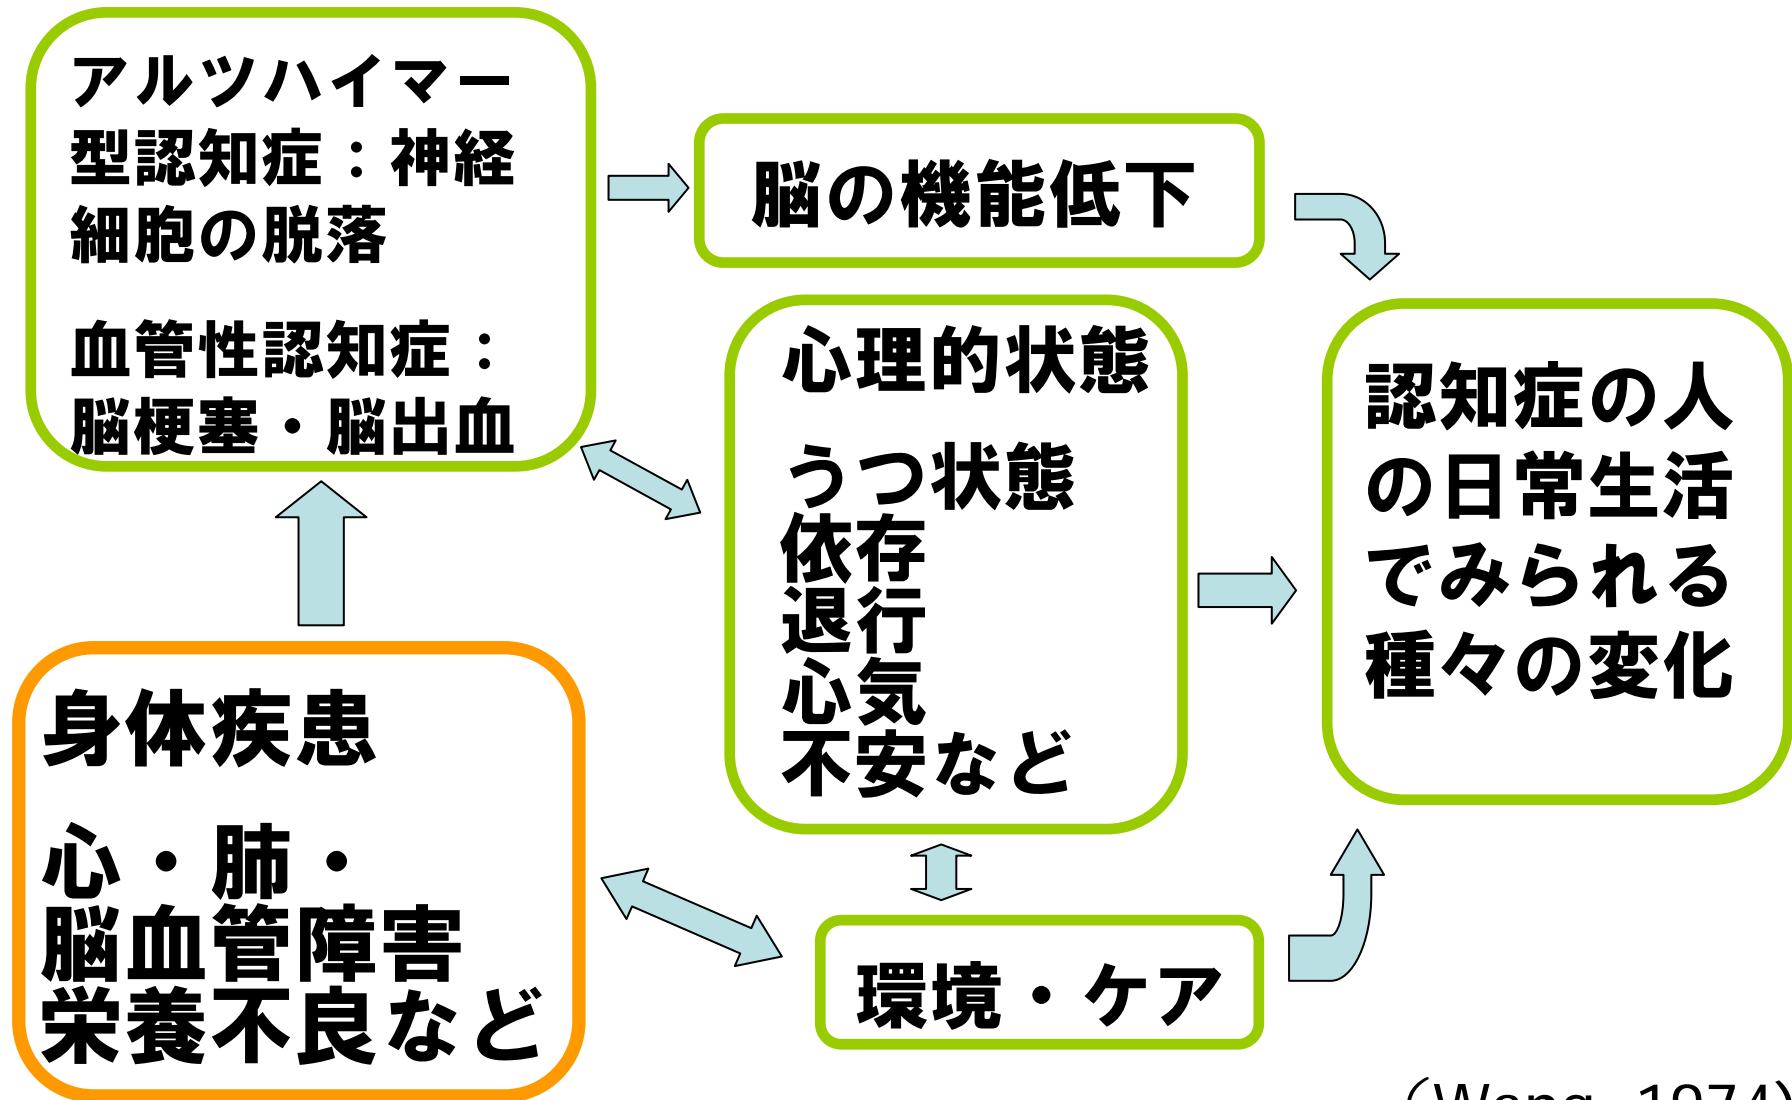 アルツハイマー
型認知症：神経
細胞の脱落
血管性認知症：
脳梗塞・脳出血
脳の機能低下
心理的状態
うつ状態
依存
退行
心気
不安など
認知症の人
の日常生活
でみられる
種々の変化
身体疾患
心・肺・
脳血管障害
栄養不良など
環境・ケア
（Wang 1974)